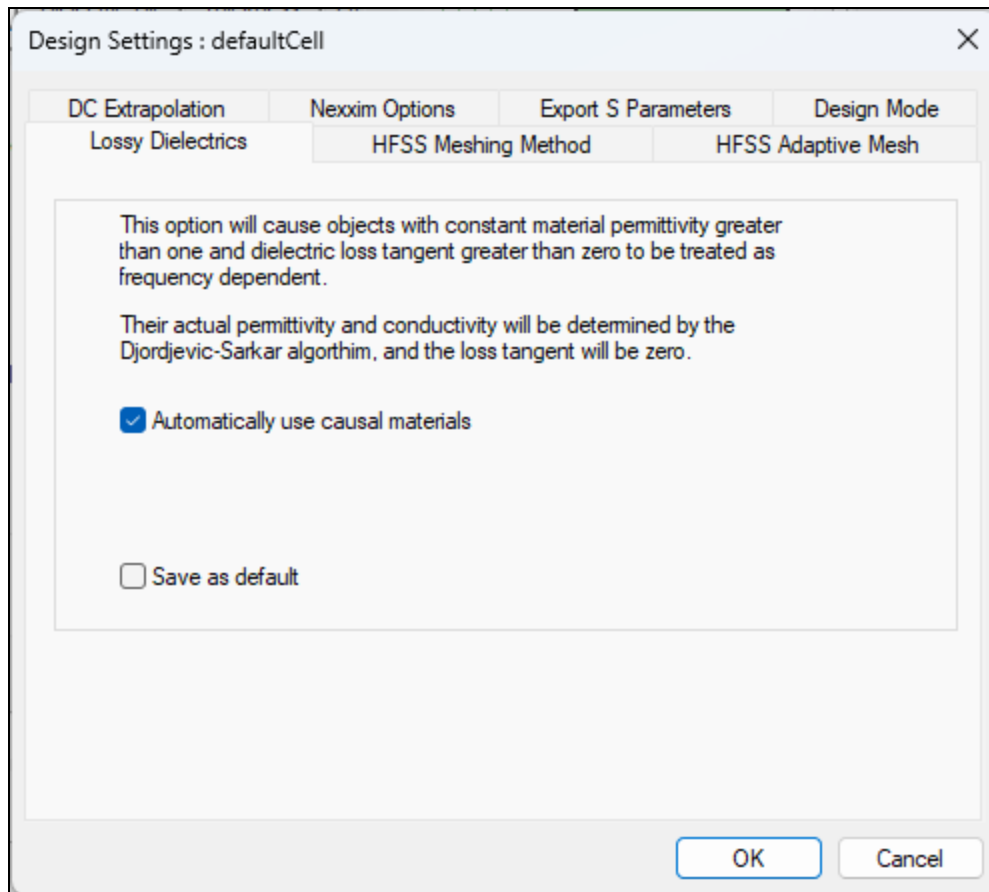 Design Settings : defaultCell
DC Extrapolation Nexxim Options Export S Parameters Design Mode
Lossy Dielectrics HFSS Meshing Method HFSS Adaptive Mesh
This option will cause objects with constant material permittivity greater
than one and dielectric loss tangent greater than zero to be treated as
frequency dependent.
Their actual permittivity and conductivity will be determined by the
Djordjevic-Sarkar algorthim, and the loss tangent will be zero.
Automatically use causal materials
Save as default
OK Cancel